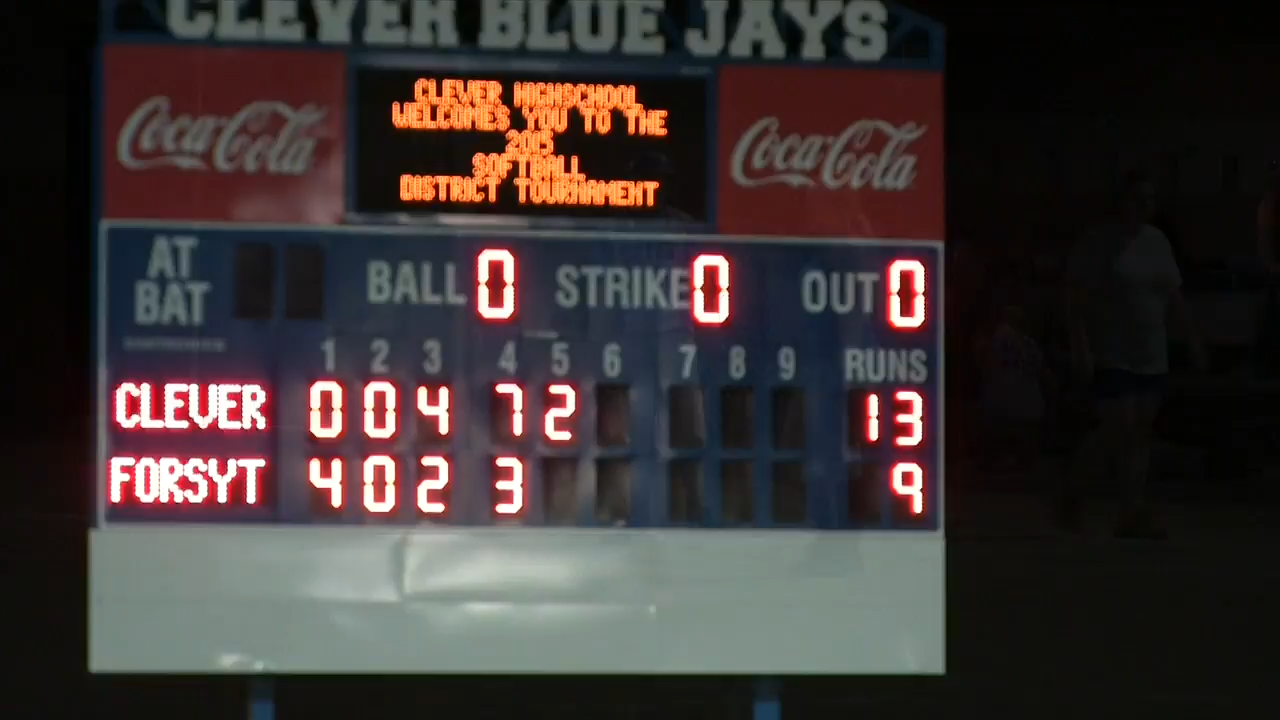 CLEVER BLUE JAYS
Coca-Cola
CLEVER HIGHSCHOOL
WELCOMES YOU TO THE
2015
SOFTBALL
DISTRICT TOURNAMENT
Coca-Cola
AT BAT
BALL 0 STRIKE 0 OUT 0
1 2 3 4 5 6 7 8 9 RUNS
CLEVER 0 0 4 7 2 13
FORSYT 4 0 2 3 9